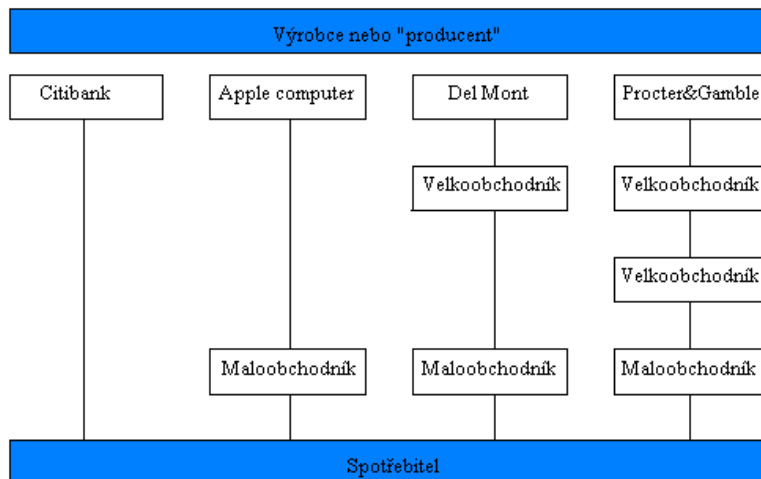 Výrobce nebo "producent"
Citibank
Apple computer
Del Mont
Procter&Gamble
Velkoobchodník
Velkoobchodník
Velkoobchodník
Maloobchodník
Maloobchodník
Maloobchodník
Spotřebitel